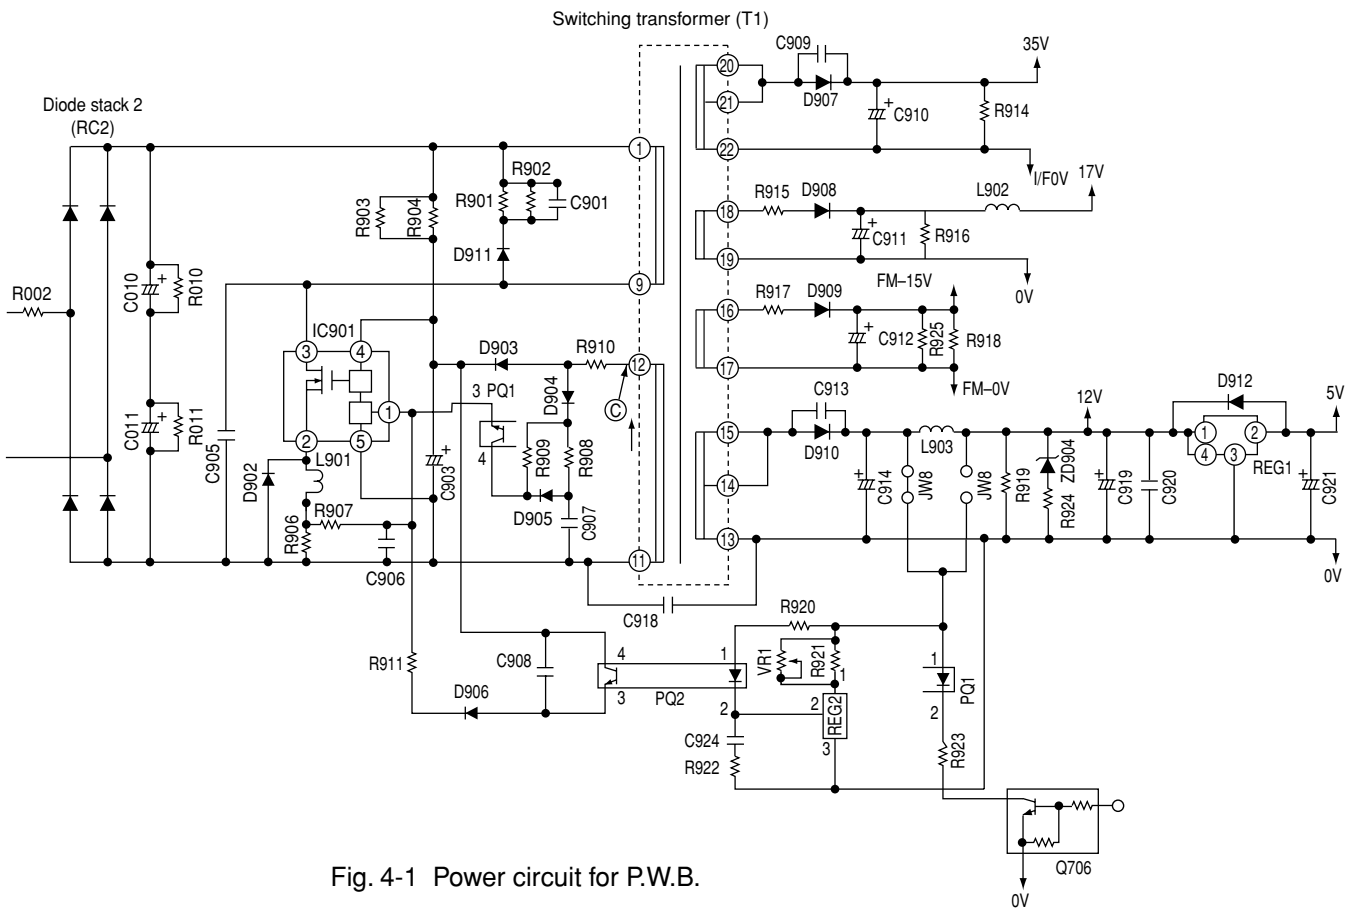 Switching transformer (T1)
C909
35V
20
D907
21
C910
R914
22
I/F0V
Diode stack 2
(RC2)
1
R902
R901
C901
R903
R904
D911
9
17V
L902
R915
D908
18
C911
R916
19
0V
R002
C010
R010
C011
R011
C905
IC901
3
4
1
2
5
L901
D902
R906
R907
C906
C903
D903
R910
12
C
3 PQ1
4
D904
R909
R908
D905
C907
11
FM–15V
R917
D909
16
C912
R925
R918
17
FM–0V
C913
15
D910
L903
12V
D912
5V
14
C914
JW8
JW8
R919
ZD904
R924
C919
C920
1
2
4
3
REG1
C921
13
0V
C918
R920
R911
C908
4
3
1
PQ2
2
VR1
R921
1
2
REG2
3
1
PQ1
2
D906
C924
R922
R923
Q706
0V
Fig. 4-1 Power circuit for P.W.B.